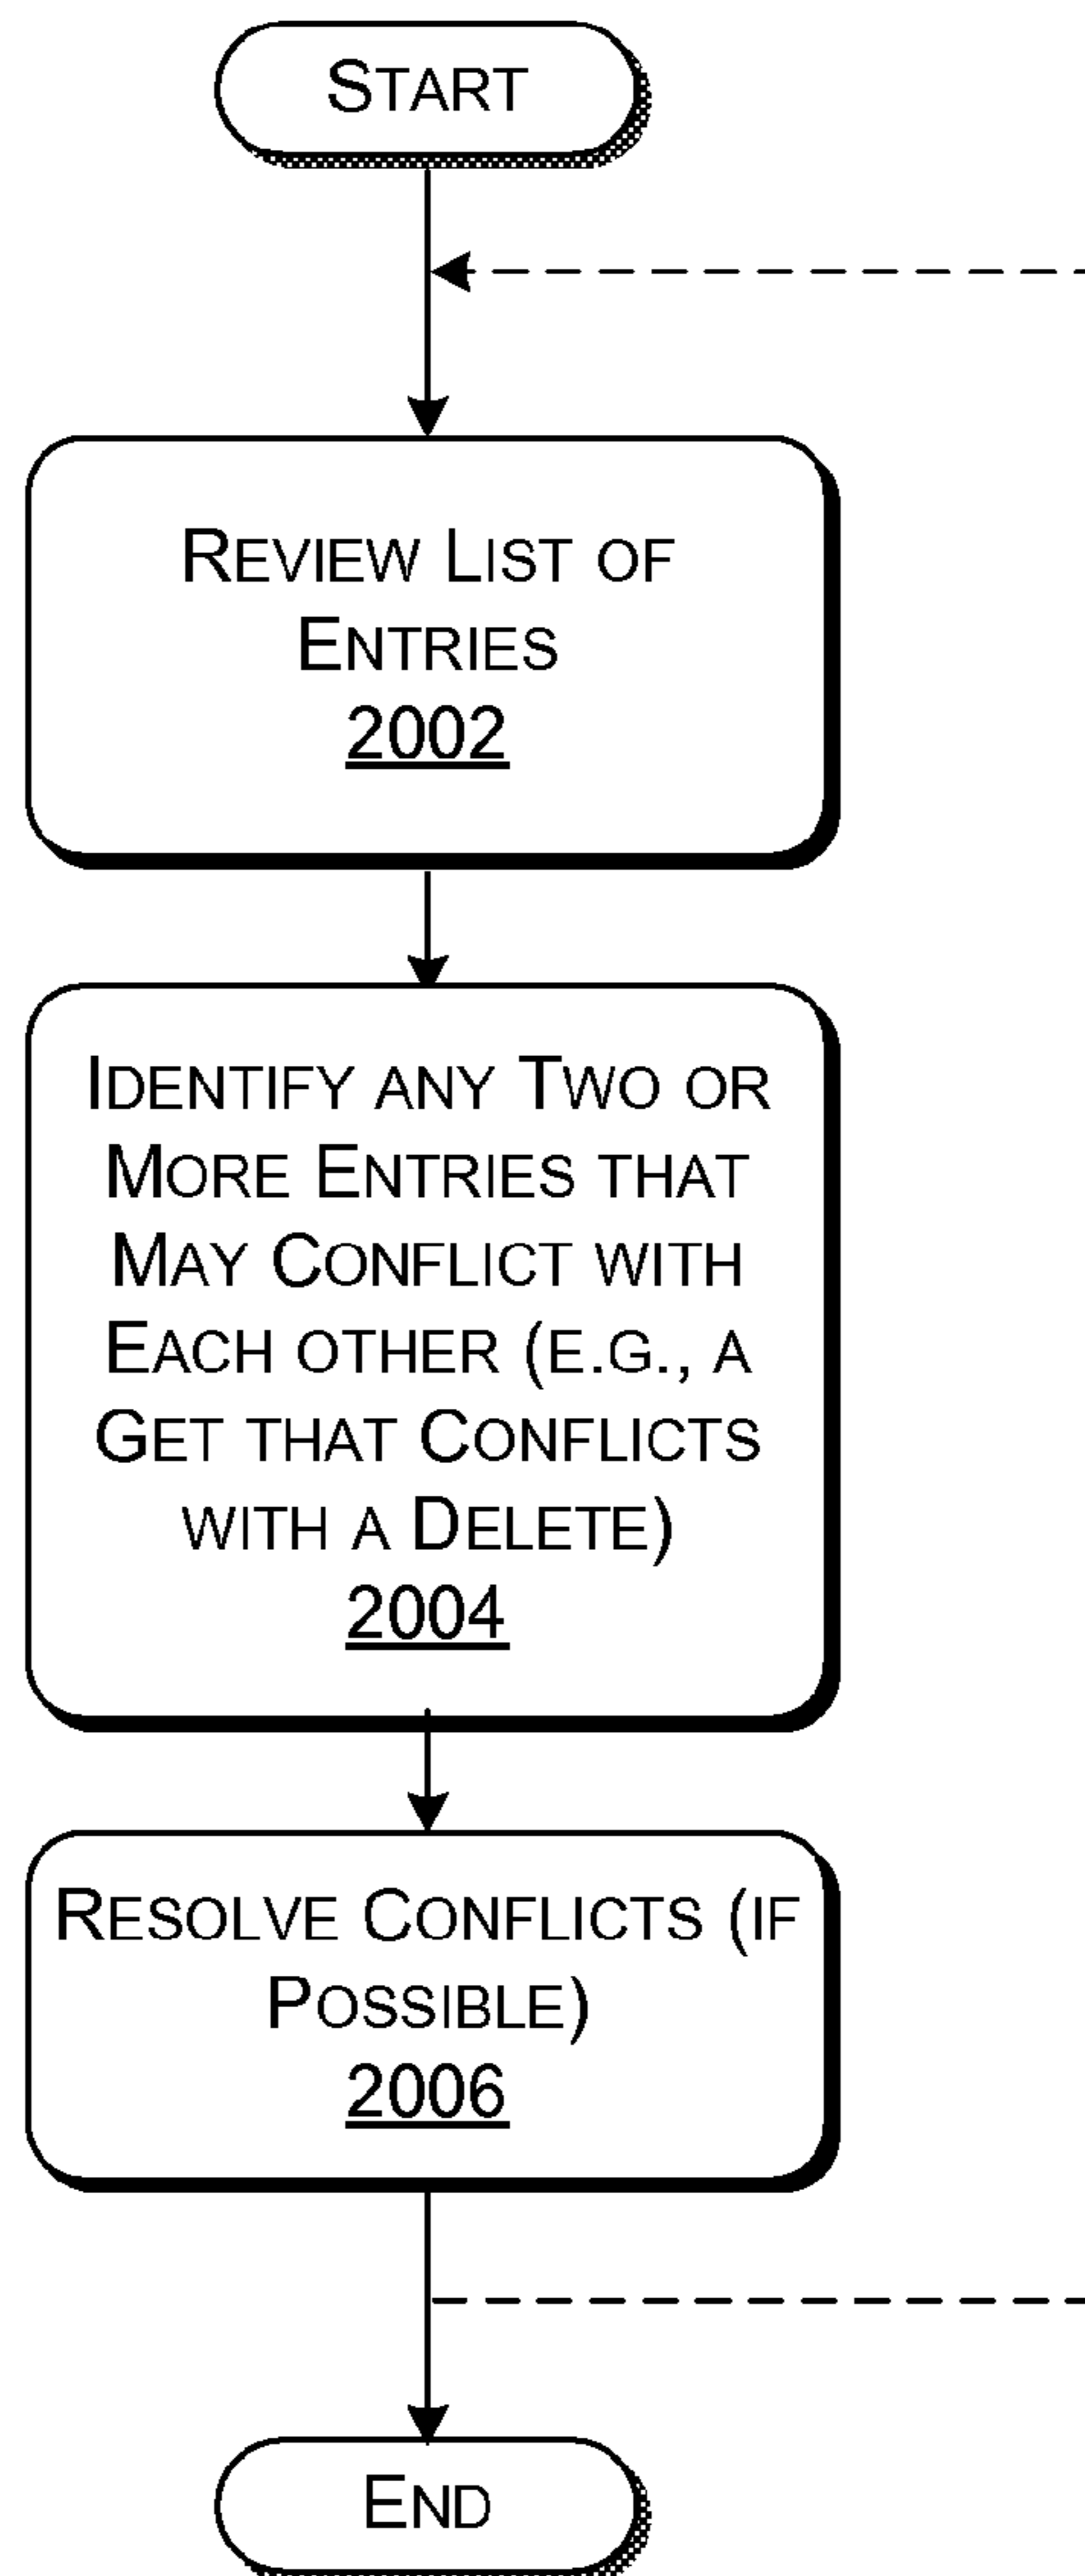 START
REVIEW LIST OF
ENTRIES
2002
IDENTIFY ANY TWO OR
MORE ENTRIES THAT
MAY CONFLICT WITH
EACH OTHER (E.G., A
GET THAT CONFLICTS
WITH A DELETE)
2004
RESOLVE CONFLICTS (IF
POSSIBLE)
2006
END